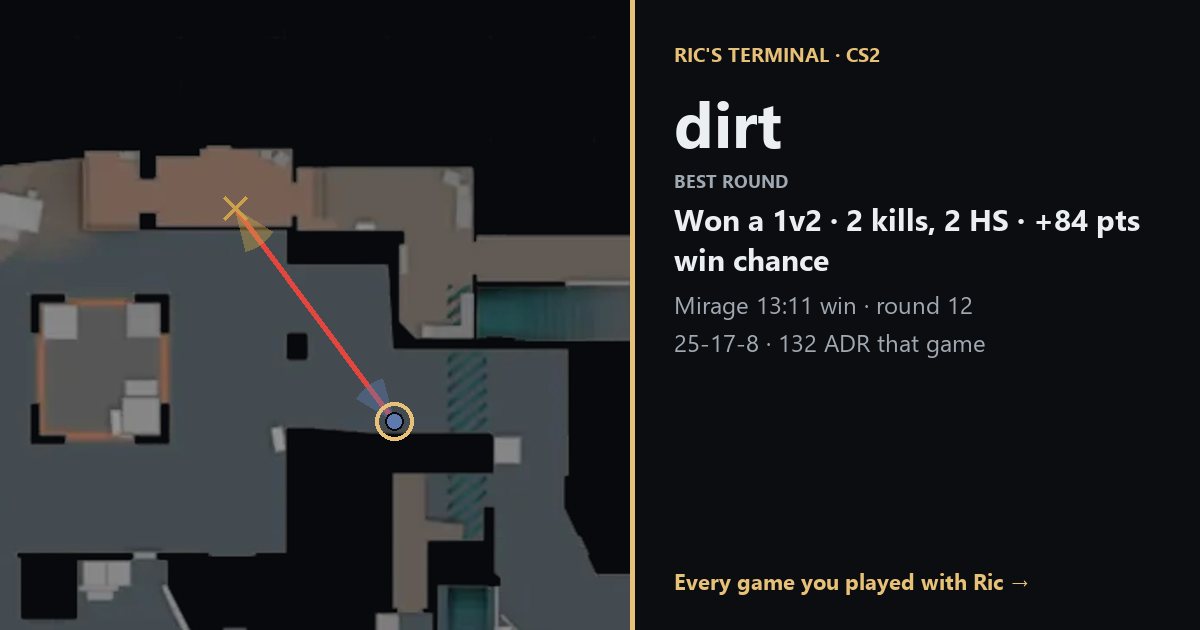 RIC'S TERMINAL · CS2
dirt
BEST ROUND
Won a 1v2 · 2 kills, 2 HS · +84 pts
win chance
Mirage 13:11 win · round 12
25-17-8 · 132 ADR that game
Every game you played with Ric →